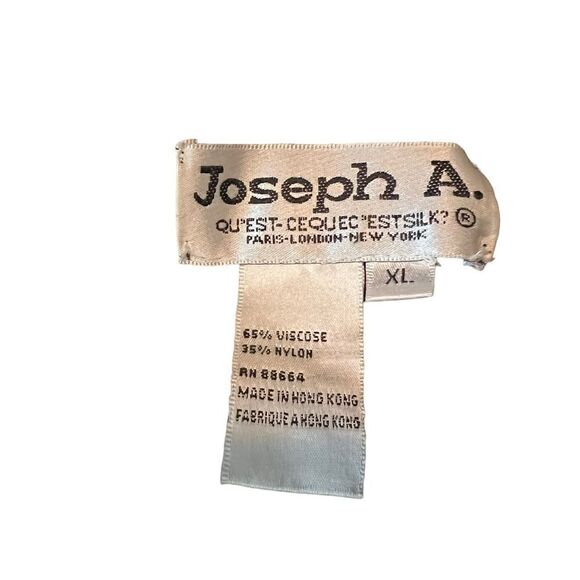 Joseph A.
QU'EST-CEQUEC'ESTSILK? ®
PARIS-LONDON-NEW YORK
XL
65% VISCOSE
35% NYLON
RN 88664
MADE IN HONG KONG
FABRIQUE A HONG KONG